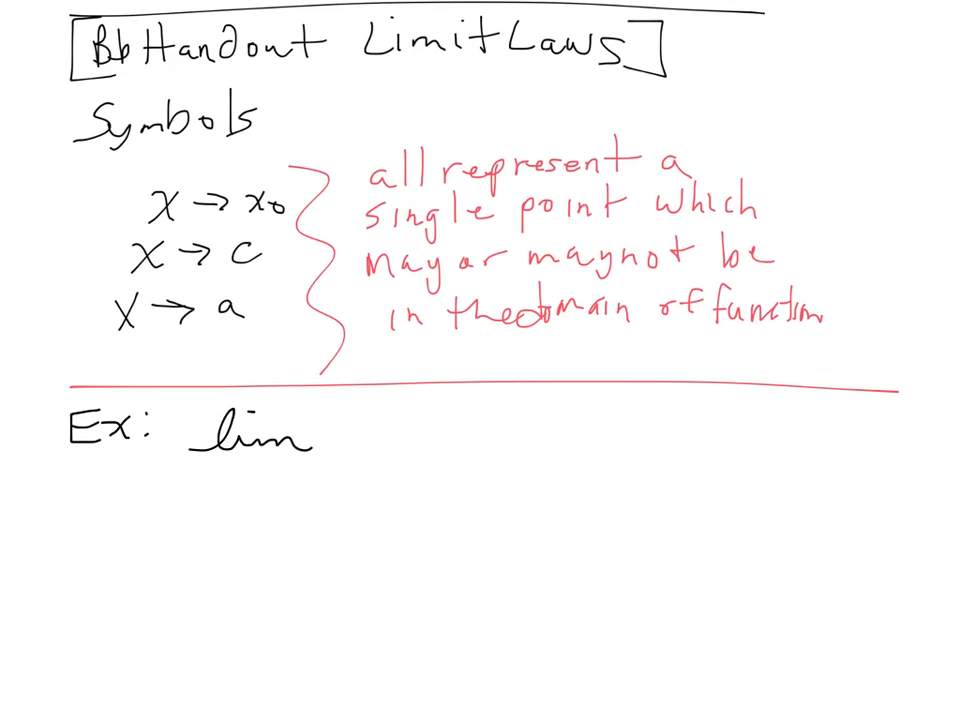 Bb Handout Limit Laws
Symbols
x → x₀
x → c
x → a
all represent a
single point which
may or may not be
in the domain of function
Ex: lim